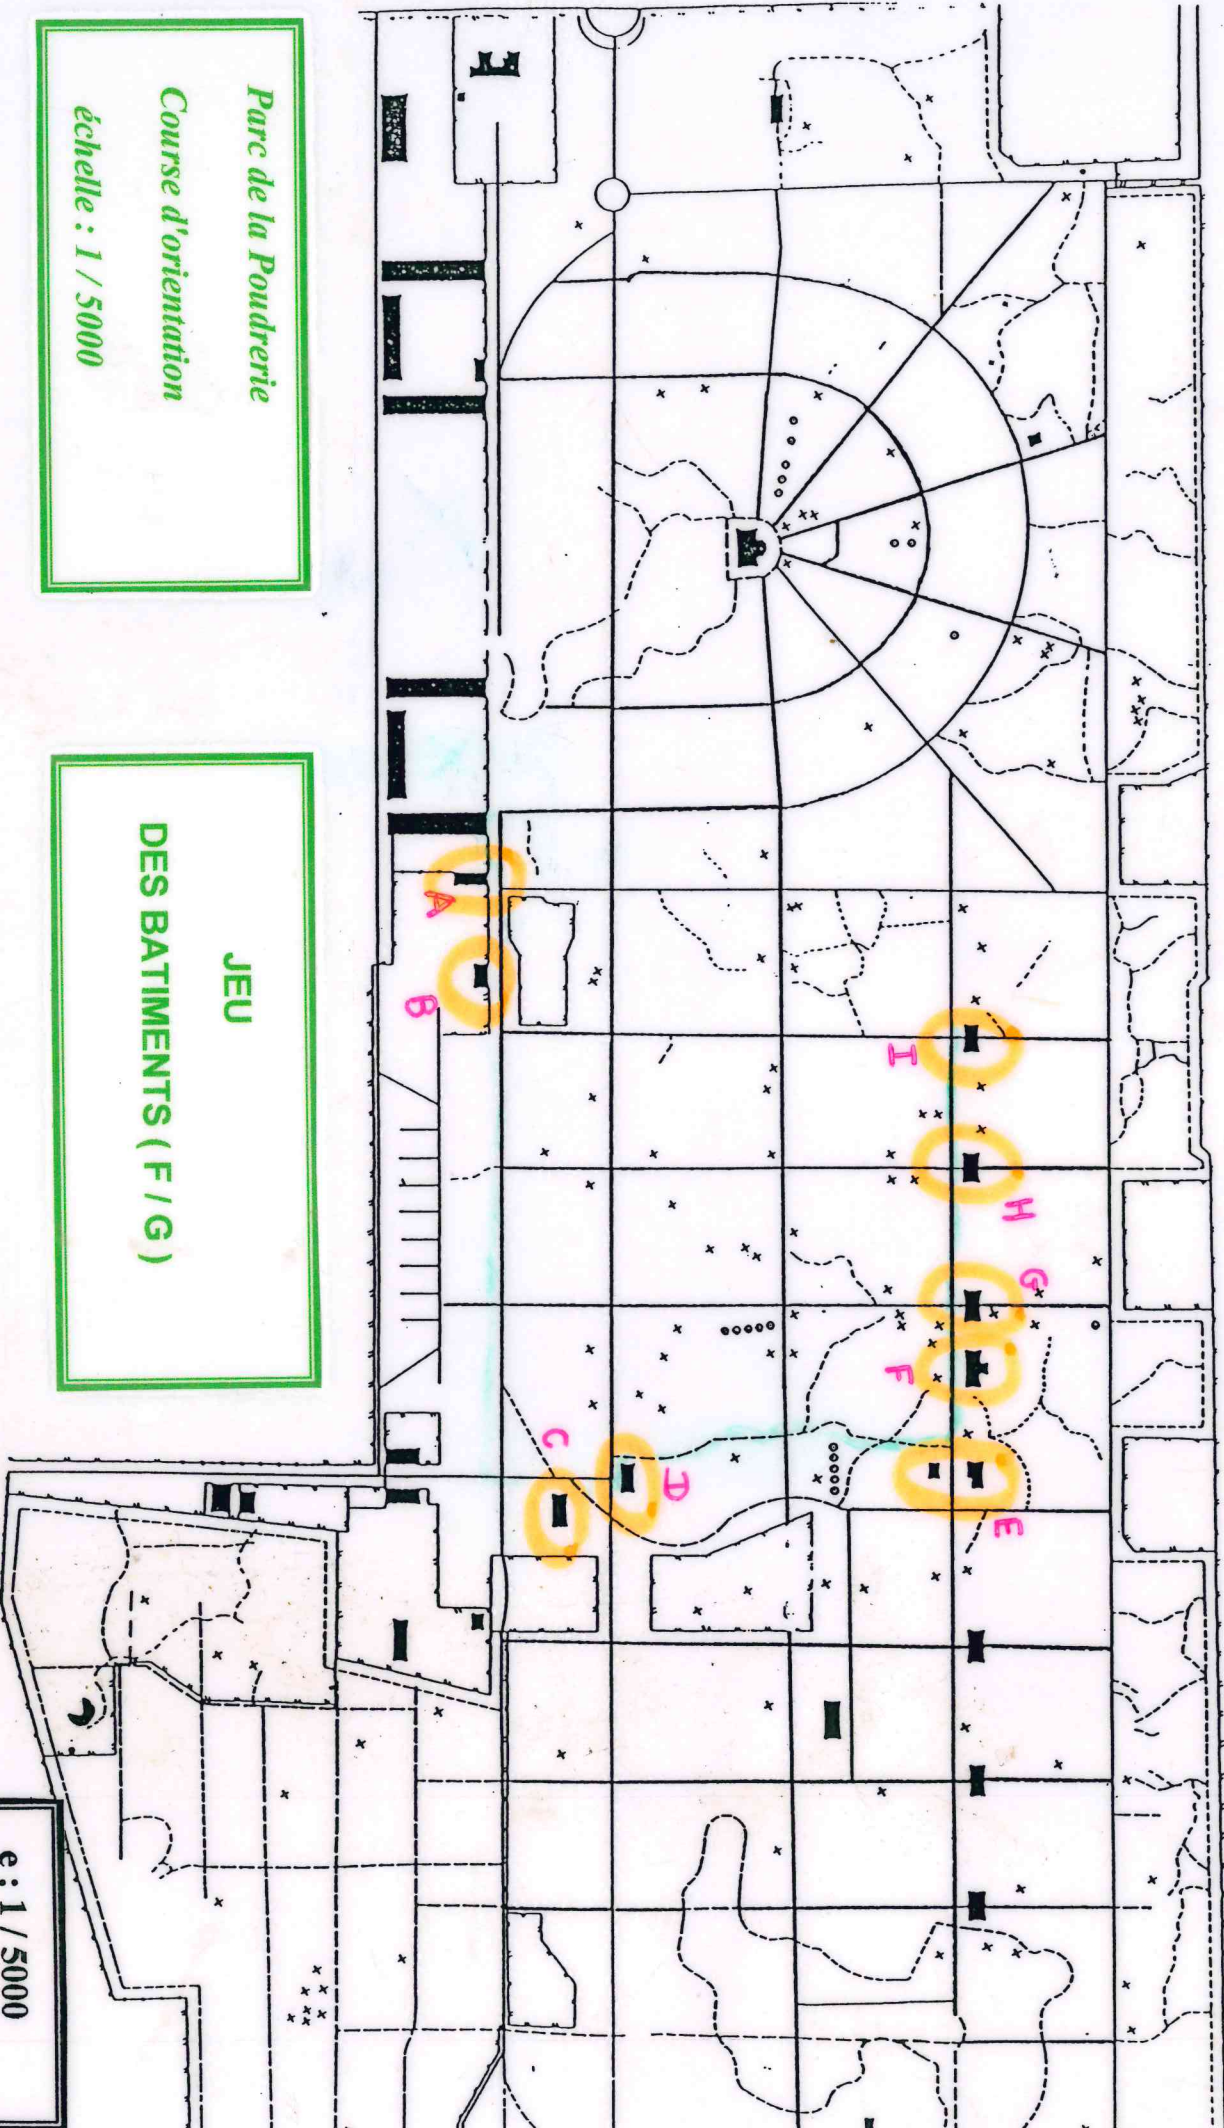 Parc de la Poudrerie
Course d'orientation
échelle : 1 / 5000
JEU
DES BATIMENTS ( F / G )
A
B
C
D
E
F
G
H
I
e : 1 / 5000